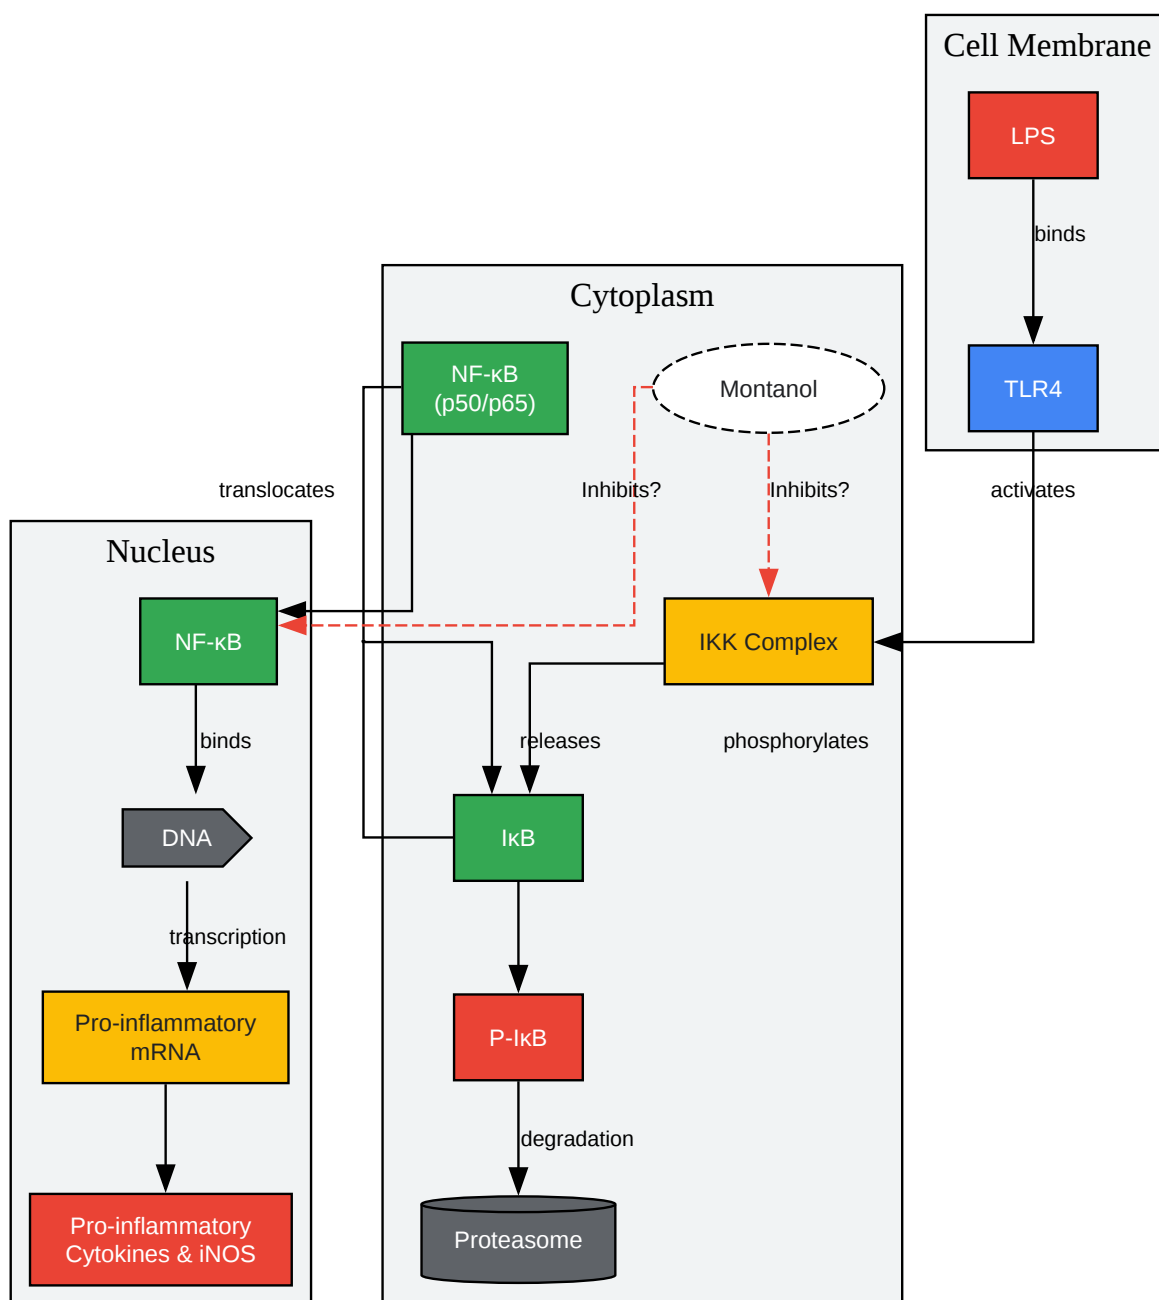 Cell Membrane
LPS
binds
TLR4
activates
Cytoplasm
NF-κB
(p50/p65)
Montanol
translocates
Inhibits?
Inhibits?
IKK Complex
releases
phosphorylates
IκB
P-IκB
degradation
Proteasome
Nucleus
NF-κB
binds
DNA
transcription
Pro-inflammatory
mRNA
Pro-inflammatory
Cytokines & iNOS